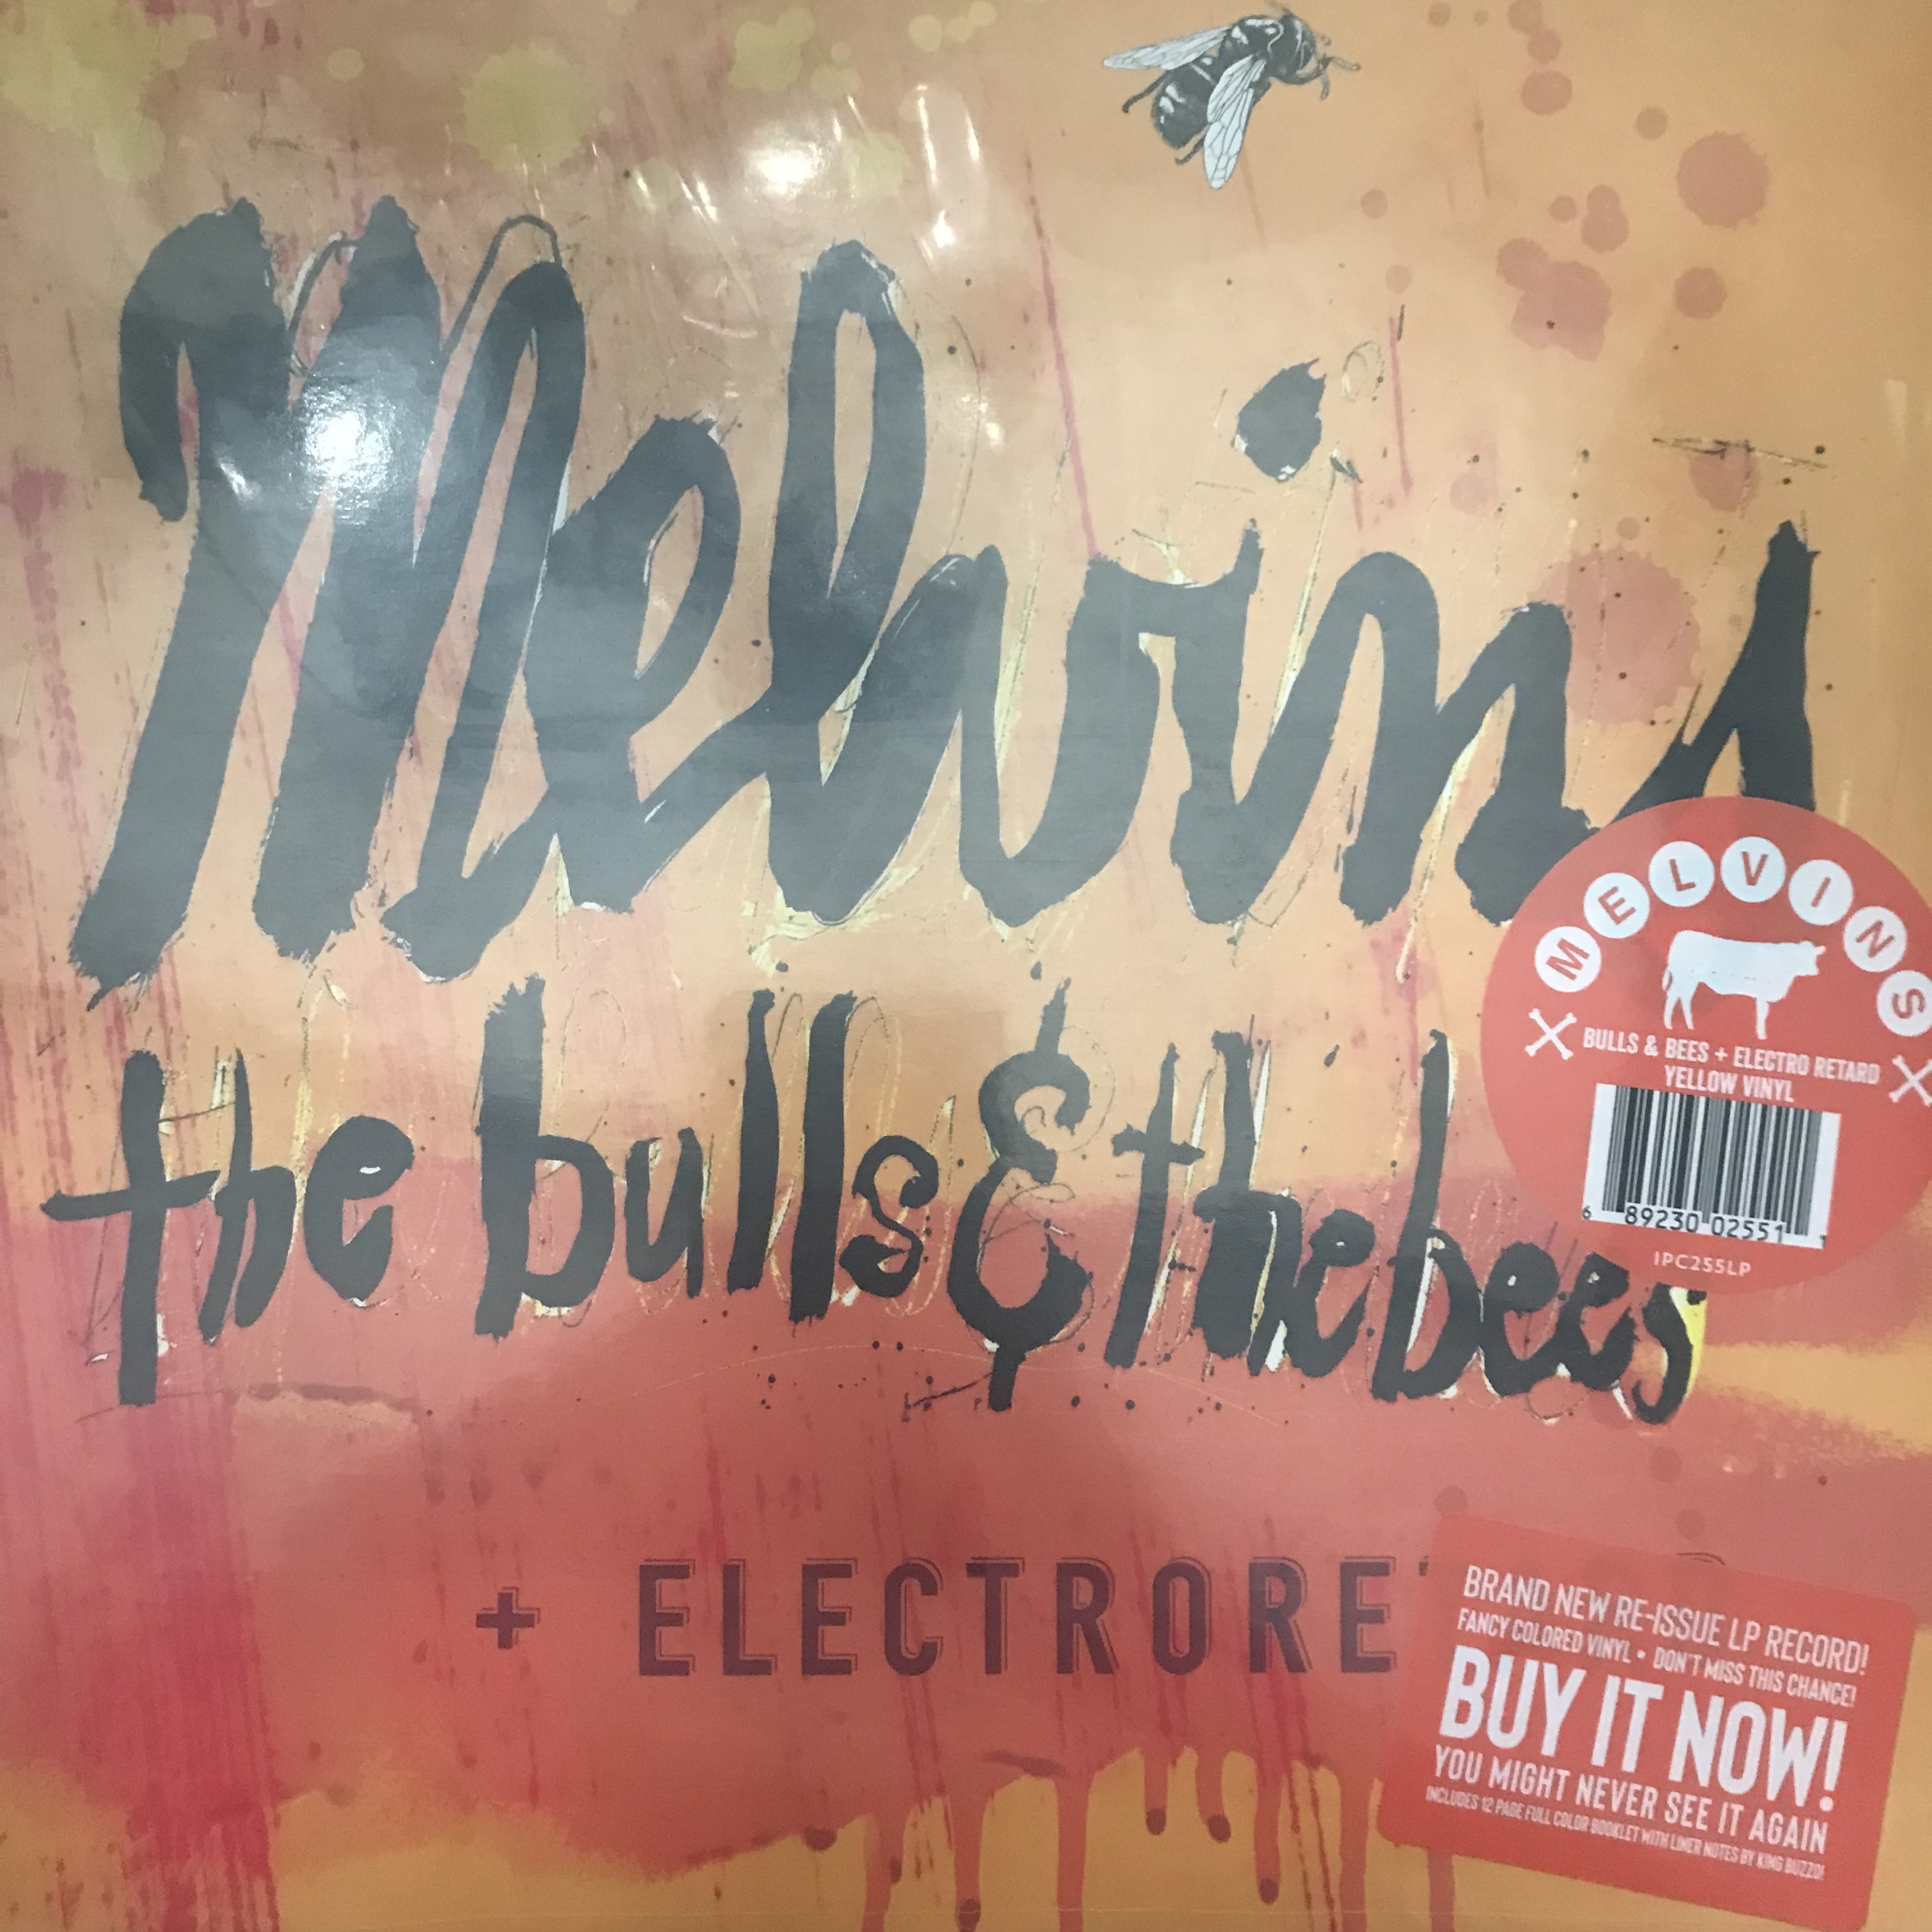 Melvins
the bulls & the bees
MELVINS
BULLS & BEES + ELECTRO RETARD
YELLOW VINYL
6 89230 02551 1
IPC255LP
+ ELECTRORE
BRAND NEW RE-ISSUE LP RECORD!
FANCY COLORED VINYL • DON'T MISS THIS CHANCE!
BUY IT NOW!
YOU MIGHT NEVER SEE IT AGAIN
INCLUDES 12 PAGE FULL COLOR BOOKLET WITH LINER NOTES BY KING BUZZO!